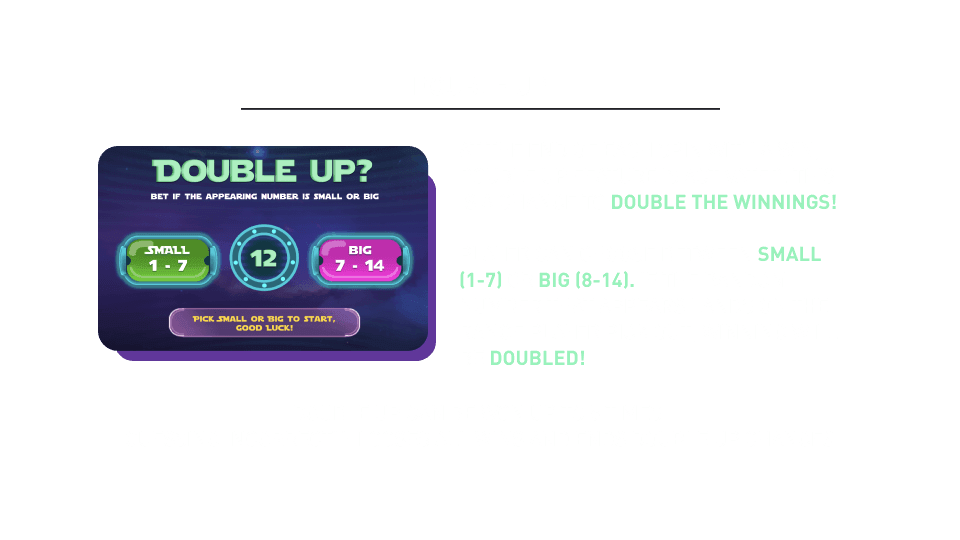 DOUBLE UP?
BET IF THE APPEARING NUMBER IS SMALL OR BIG
SMALL
1 - 7
12
BIG
7 - 14
PICK SMALL OR BIG TO START,
GOOD LUCK!
DOUBLE THE WINNINGS!
SMALL
(1-7) BIG (8-14).
DOUBLED!